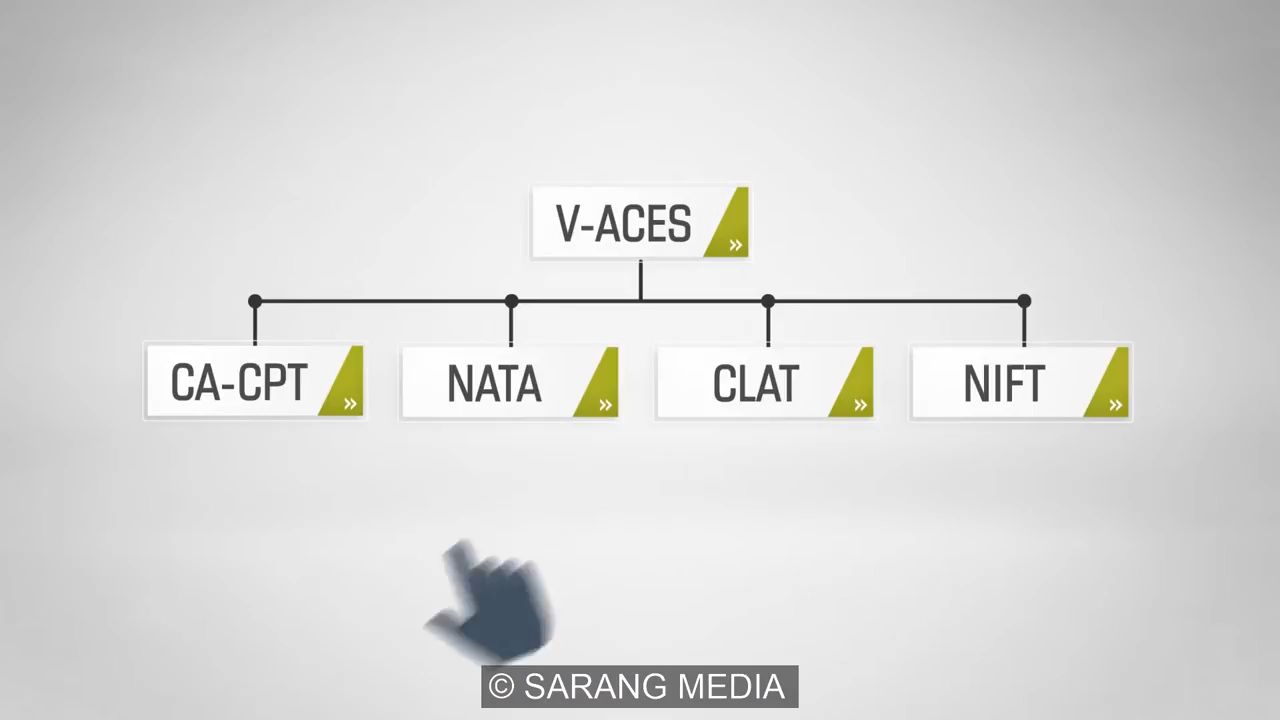 V-ACES
»
CA-CPT
»
NATA
»
CLAT
»
NIFT
»
© SARANG MEDIA